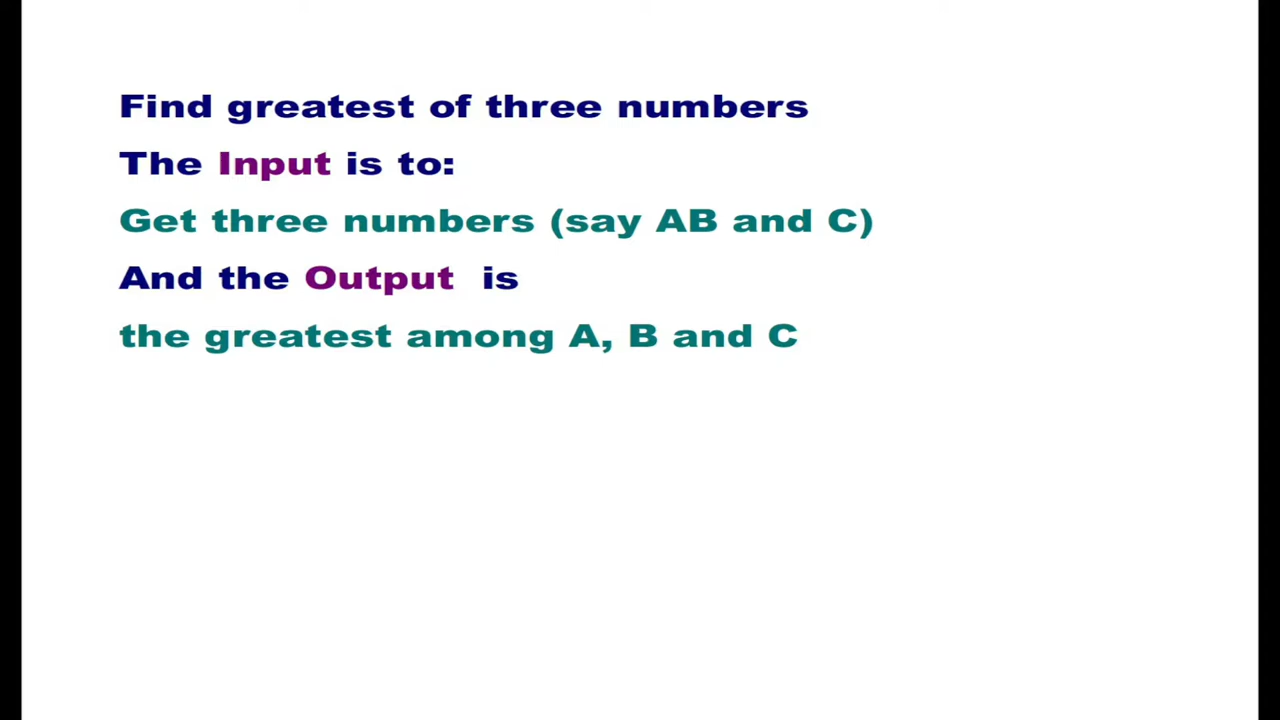 Find greatest of three numbers
The Input is to:
Get three numbers (say AB and C)
And the Output is
the greatest among A, B and C